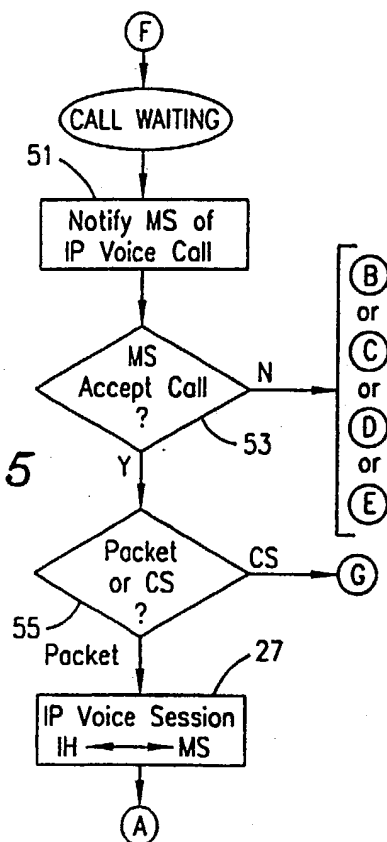 F
CALL WAITING
51
Notify MS of
IP Voice Call
MS
Accept Call
?
N
53
Y
B
or
C
or
D
or
E
5
Packet
or CS
?
CS
G
55
Packet
27
IP Voice Session
IH MS
A